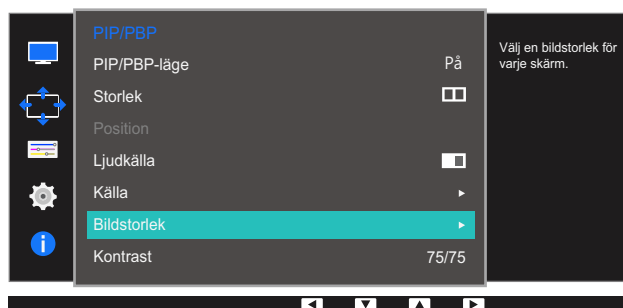 PIP/PBP
PIP/PBP-läge På
Storlek
Position
Ljudkälla
Källa
Bildstorlek
Kontrast 75/75
Välj en bildstorlek för
varje skärm.